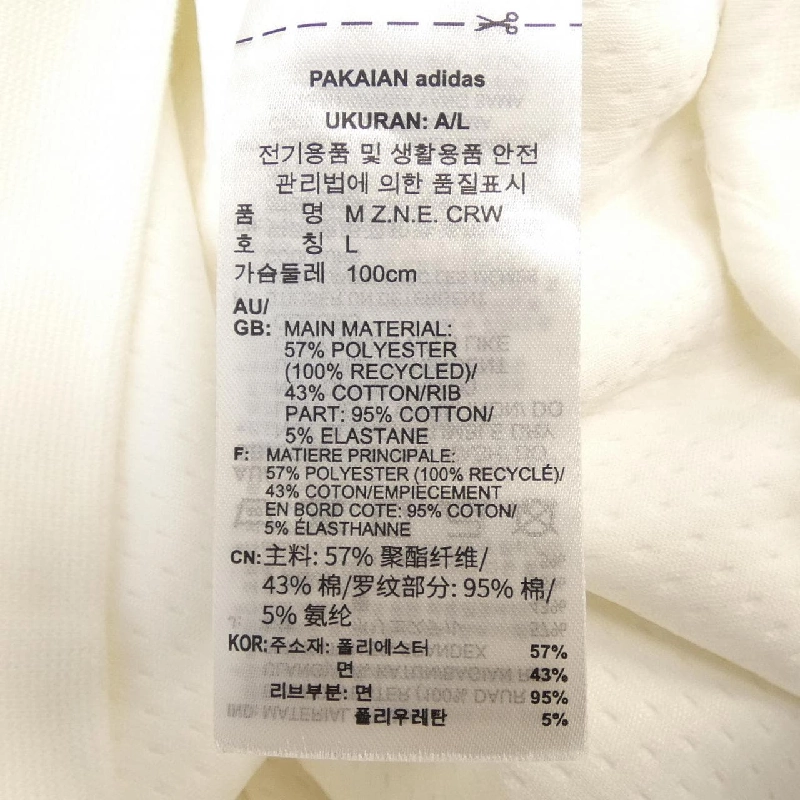 PAKAIAN adidas
UKURAN: A/L
전기용품 및 생활용품 안전
관리법에 의한 품질표시
품 명 M Z.N.E. CRW
호 칭 L
가슴둘레 100cm
AU/
GB: MAIN MATERIAL:
57% POLYESTER
(100% RECYCLED)/
43% COTTON/RIB
PART: 95% COTTON/
5% ELASTANE
F: MATIERE PRINCIPALE:
57% POLYESTER (100% RECYCLÉ)/
43% COTON/EMPIECEMENT
EN BORD COTE: 95% COTON/
5% ÉLASTHANNE
CN:主料: 57% 聚酯纤维/
43% 棉/罗纹部分: 95% 棉/
5% 氨纶
KOR:주소재: 폴리에스터 57%
면 43%
리브부분: 면 95%
폴리우레탄 5%